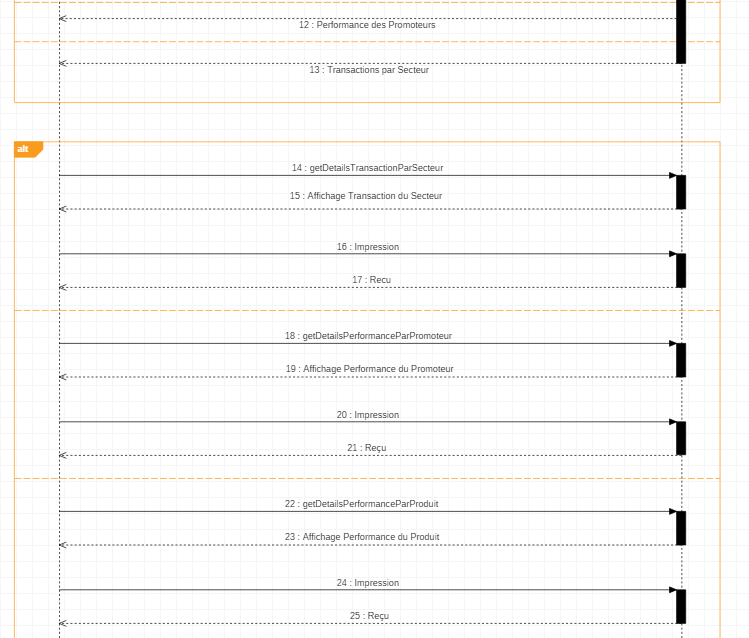 12 : Performance des Promoteurs
13 : Transactions par Secteur
alt
14 : getDetailsTransactionParSecteur
15 : Affichage Transaction du Secteur
16 : Impression
17 : Recu
18 : getDetailsPerformanceParPromoteur
19 : Affichage Performance du Promoteur
20 : Impression
21 : Reçu
22 : getDetailsPerformanceParProduit
23 : Affichage Performance du Produit
24 : Impression
25 : Reçu